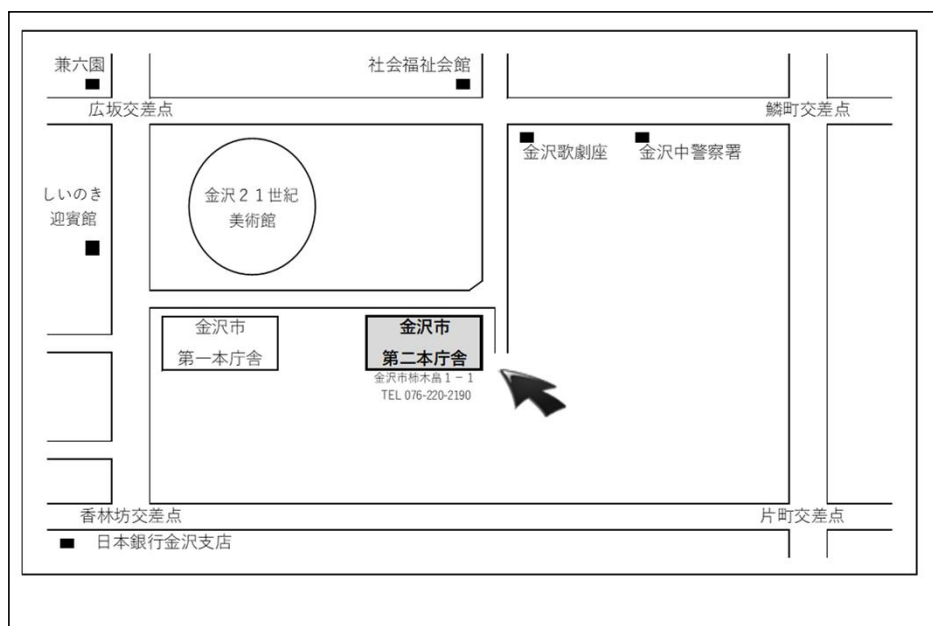 兼六園
社会福祉会館
広坂交差点
鱗町交差点
金沢歌劇座
金沢中警察署
しいのき
迎賓館
金沢21世紀
美術館
金沢市
第一本庁舎
金沢市
第二本庁舎
金沢市柿木畠1-1
TEL 076-220-2190
香林坊交差点
片町交差点
日本銀行金沢支店